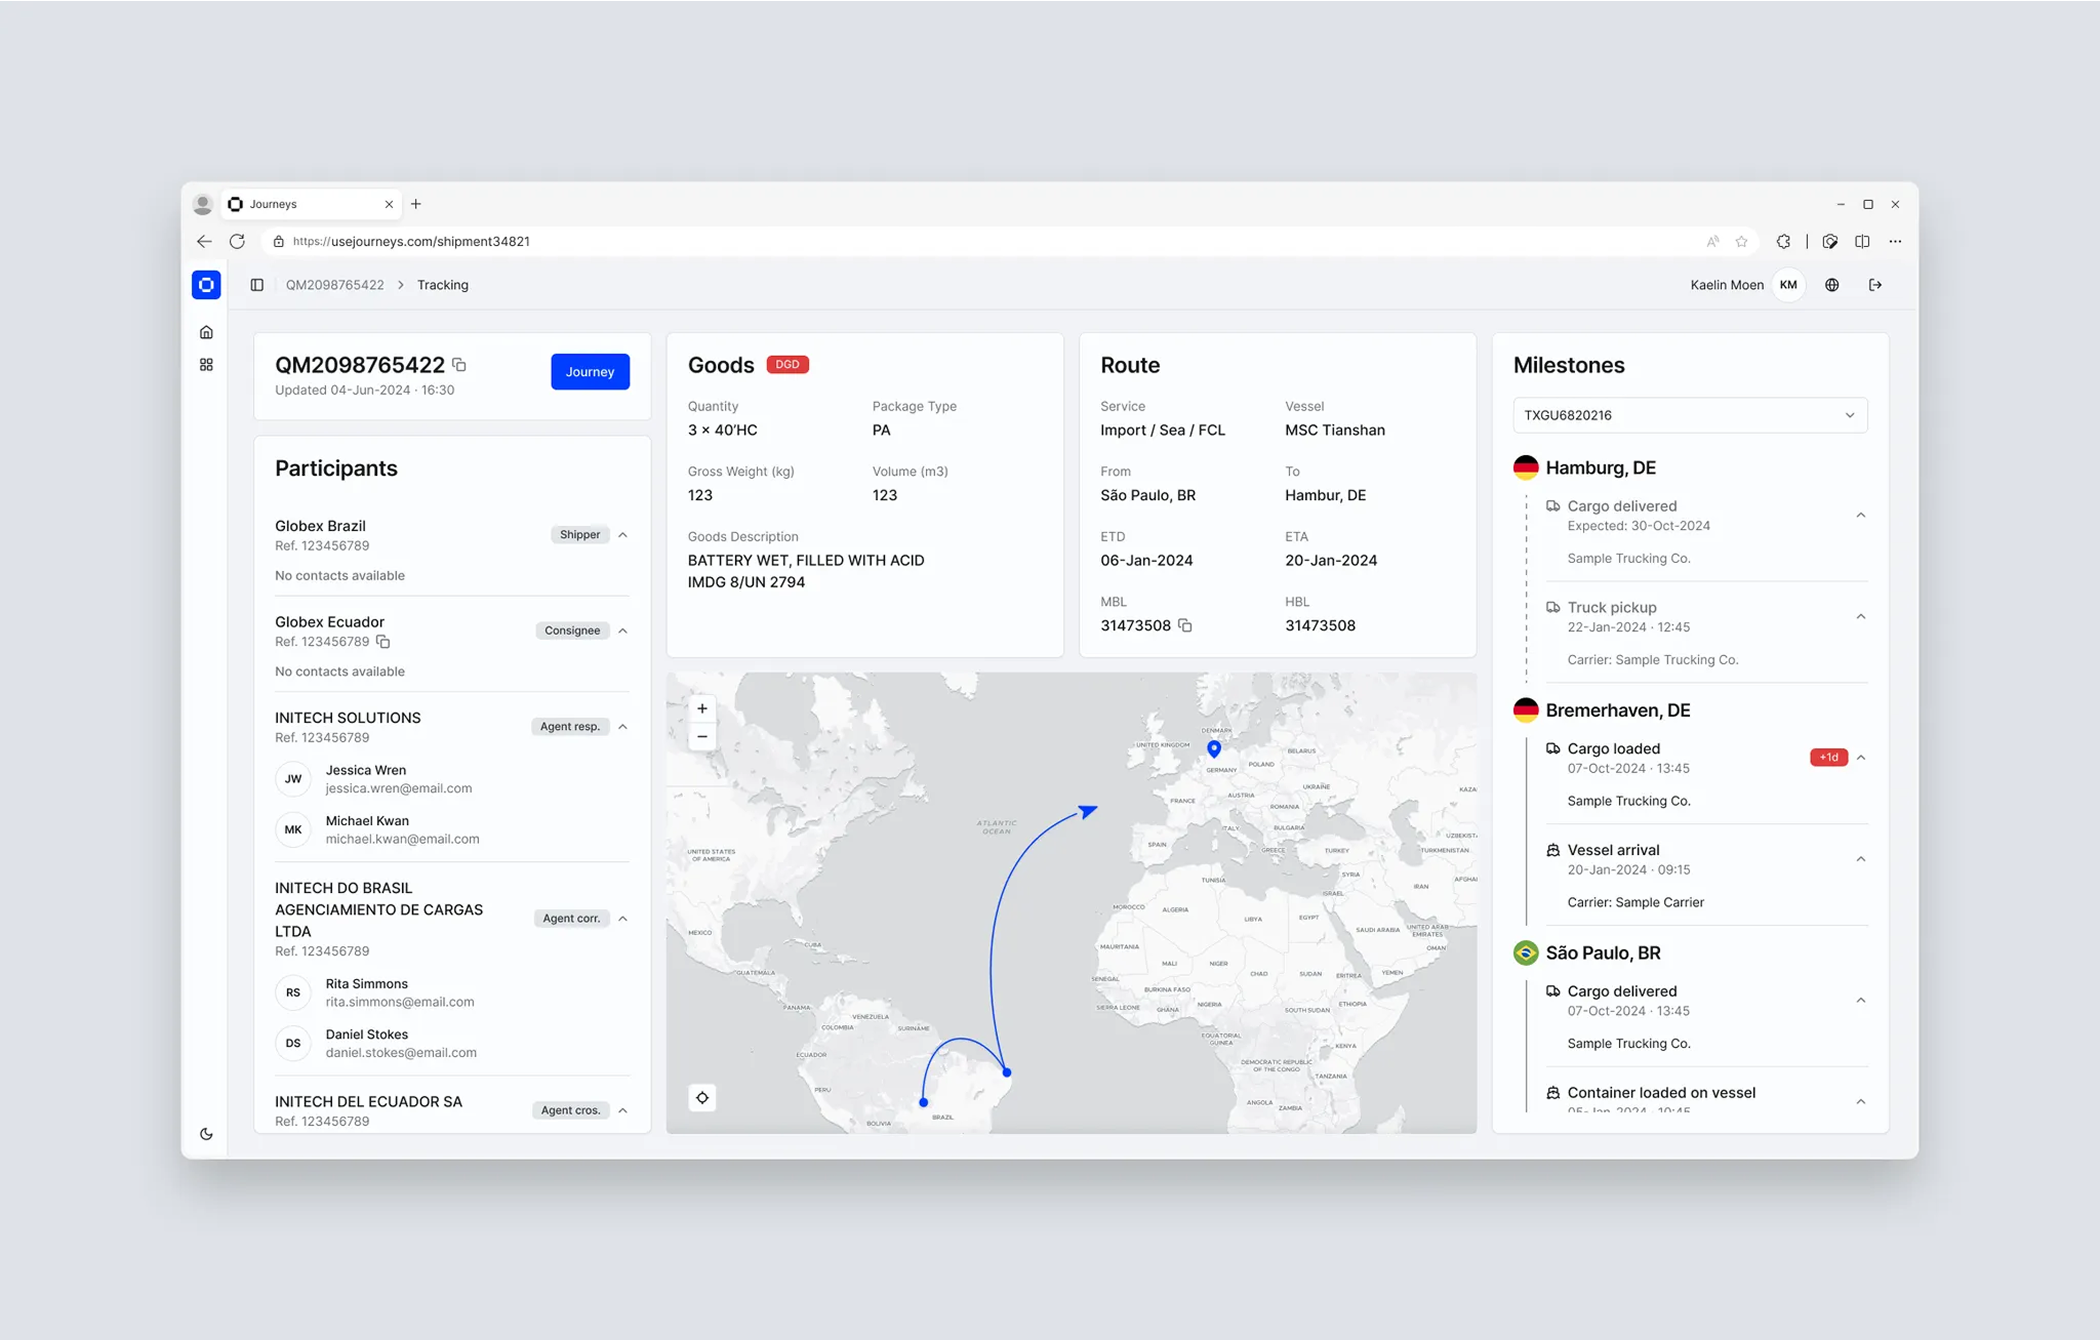 Journeys
https://usejourneys.com/shipment34821
QM2098765422 > Tracking
Kaelin Moen KM
QM2098765422
Updated 04-Jun-2024 · 16:30
Journey
Participants
Globex Brazil
Ref. 123456789
Shipper
No contacts available
Globex Ecuador
Ref. 123456789
Consignee
No contacts available
INITECH SOLUTIONS
Ref. 123456789
Agent resp.
JW
Jessica Wren
jessica.wren@email.com
MK
Michael Kwan
michael.kwan@email.com
INITECH DO BRASIL
AGENCIAMIENTO DE CARGAS
LTDA
Ref. 123456789
Agent corr.
RS
Rita Simmons
rita.simmons@email.com
DS
Daniel Stokes
daniel.stokes@email.com
INITECH DEL ECUADOR SA
Ref. 123456789
Agent cros.
Goods DGD
Quantity
3 × 40’HC
Package Type
PA
Gross Weight (kg)
123
Volume (m3)
123
Goods Description
BATTERY WET, FILLED WITH ACID
IMDG 8/UN 2794
Route
Service
Import / Sea / FCL
Vessel
MSC Tianshan
From
São Paulo, BR
To
Hambur, DE
ETD
06-Jan-2024
ETA
20-Jan-2024
MBL
31473508
HBL
31473508
+
−
DENMARK
UNITED KINGDOM
BELARUS
POLAND
GERMANY
UKRAINE
KAZA
AUSTRIA
FRANCE
ROMANIA
ATLANTIC
OCEAN
ITALY
BULGARIA
UZBEKIST
SPAIN
GREECE
TURKEY
TURKMENISTAN
UNITED STATES
OF AMERICA
TUNISIA
SYRIA
AFGHA
IRAN
ISRAEL
MOROCCO
ALGERIA
LIBYA
EGYPT
SAUDI ARABIA
UNITED ARAB
EMIRATES
MEXICO
CUBA
MAURITANIA
OMAN
MALI
NIGER
CHAD
SUDAN
ERITREA
YEMEN
GUATEMALA
SENEGAL
BURKINA FASO
PANAMA
SIERRA LEONE
GHANA
NIGERIA
ETHIOPIA
SOUTH SUDAN
VENEZUELA
COLOMBIA
SURINAME
EQUATORIAL
GUINEA
KENYA
ECUADOR
DEMOCRATIC REPUBLIC
OF THE CONGO
TANZANIA
PERU
ANGOLA
ZAMBIA
BRAZIL
BOLIVIA
Milestones
TXGU6820216
Hamburg, DE
Cargo delivered
Expected: 30-Oct-2024
Sample Trucking Co.
Truck pickup
22-Jan-2024 · 12:45
Carrier: Sample Trucking Co.
Bremerhaven, DE
Cargo loaded
07-Oct-2024 · 13:45
+1d
Sample Trucking Co.
Vessel arrival
20-Jan-2024 · 09:15
Carrier: Sample Carrier
São Paulo, BR
Cargo delivered
07-Oct-2024 · 13:45
Sample Trucking Co.
Container loaded on vessel
05-Jan-2024 · 10:45